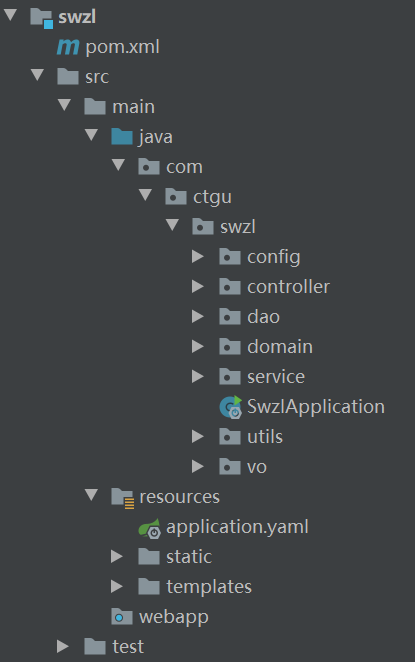 swzl
pom.xml
src
main
java
com
ctgu
swzl
config
controller
dao
domain
service
SwzlApplication
utils
vo
resources
application.yaml
static
templates
webapp
test